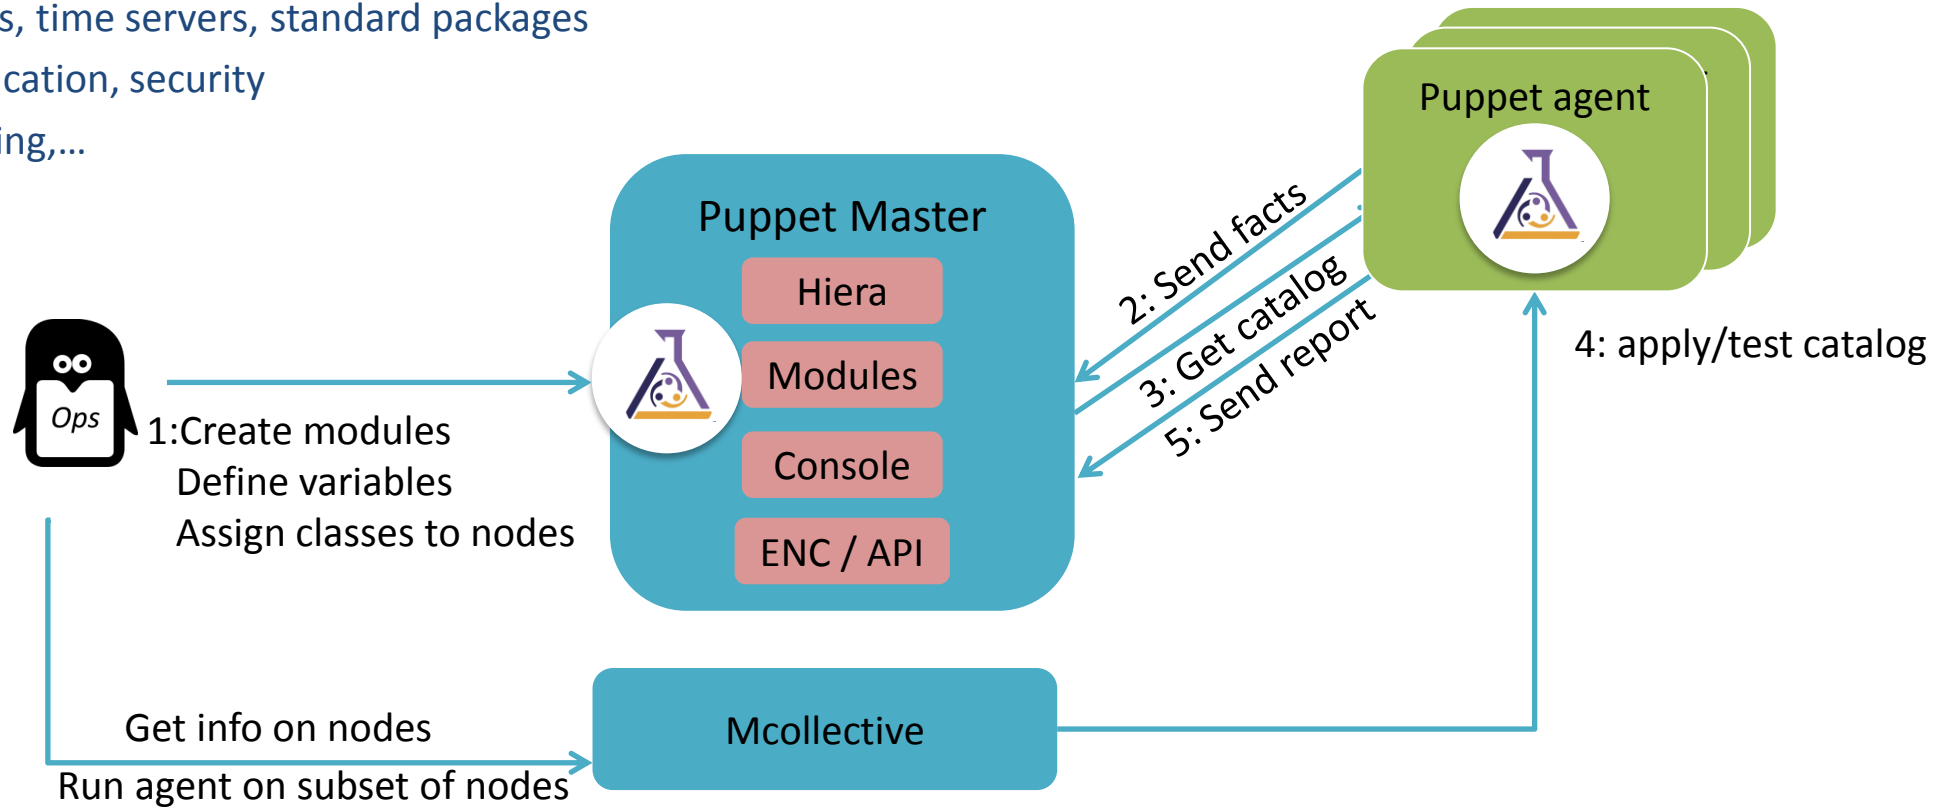 s, time servers, standard packages
ication, security
ing,...
Puppet agent
Puppet Master
Hiera
Modules
Console
ENC / API
2: Send facts
3: Get catalog
5: Send report
4: apply/test catalog
Ops
1:Create modules
Define variables
Assign classes to nodes
Get info on nodes
Run agent on subset of nodes
Mcollective